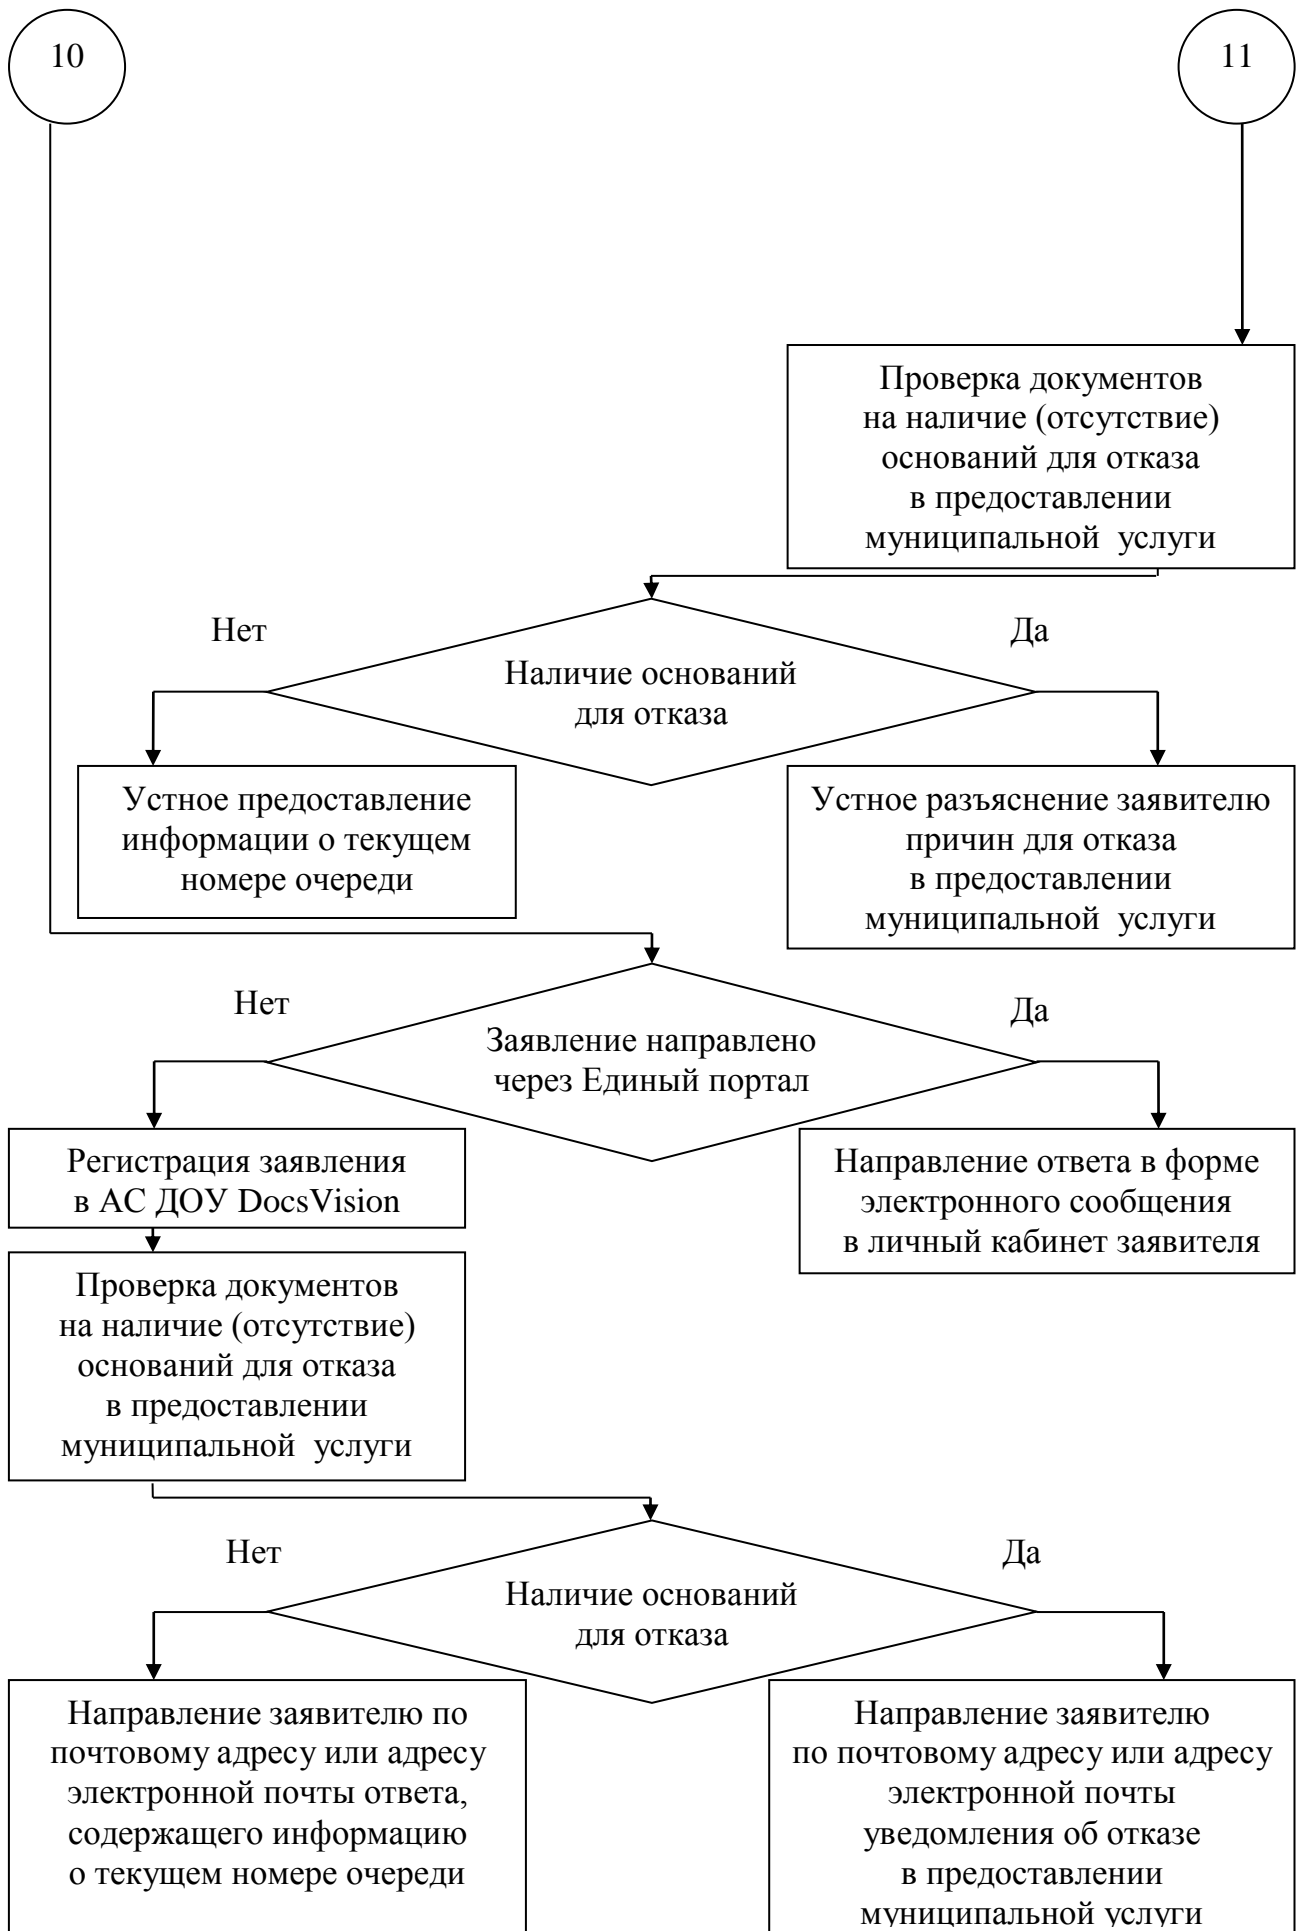 10
11
Проверка документов
на наличие (отсутствие)
оснований для отказа
в предоставлении
муниципальной услуги
Нет
Да
Наличие оснований
для отказа
Устное предоставление
информации о текущем
номере очереди
Устное разъяснение заявителю
причин для отказа
в предоставлении
муниципальной услуги
Нет
Да
Заявление направлено
через Единый портал
Регистрация заявления
в АС ДОУ DocsVision
Направление ответа в форме
электронного сообщения
в личный кабинет заявителя
Проверка документов
на наличие (отсутствие)
оснований для отказа
в предоставлении
муниципальной услуги
Нет
Да
Наличие оснований
для отказа
Направление заявителю по
почтовому адресу или адресу
электронной почты ответа,
содержащего информацию
о текущем номере очереди
Направление заявителю
по почтовому адресу или адресу
электронной почты
уведомления об отказе
в предоставлении
муниципальной услуги